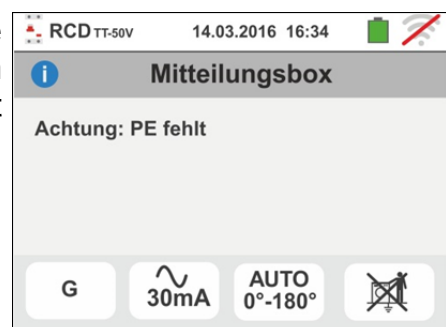 RCD TT-50V 14.03.2016 16:34
Mitteilungsbox
Achtung: PE fehlt
G 30mA AUTO
0°-180°